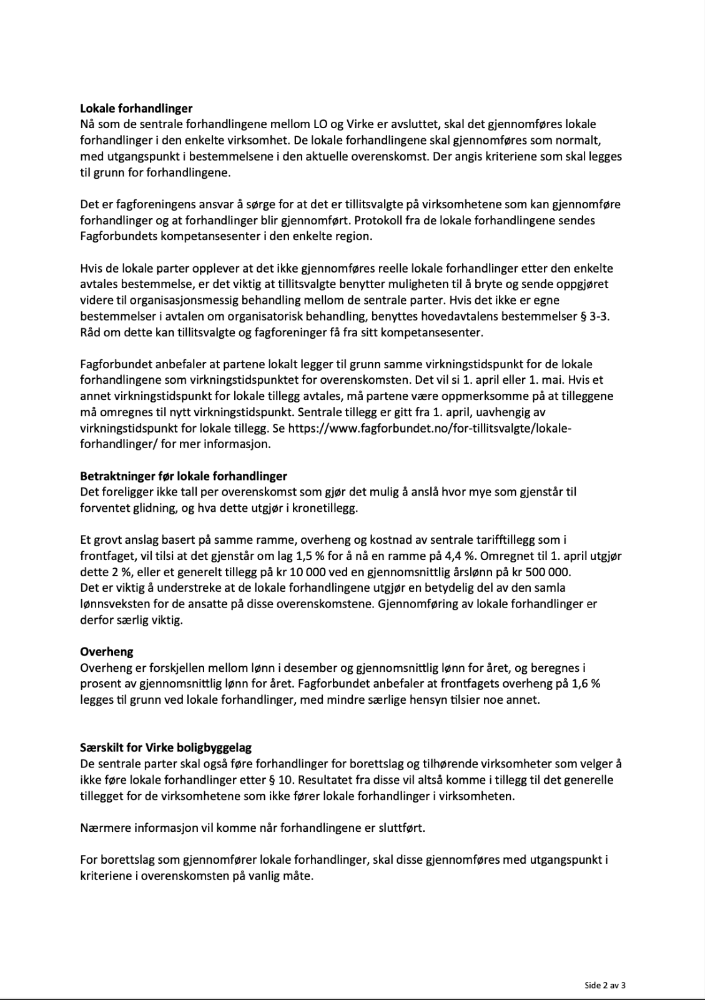 Lokale forhandlinger
Nå som de sentrale forhandlingene mellom LO og Virke er avsluttet, skal det gjennomføres lokale
forhandlinger i den enkelte virksomhet. De lokale forhandlingene skal gjennomføres som normalt,
med utgangspunkt i bestemmelsene i den aktuelle overenskomst. Der angis kriteriene som skal legges
til grunn for forhandlingene.
Det er fagforeningens ansvar å sørge for at det er tillitsvalgte på virksomhetene som kan gjennomføre
forhandlinger og at forhandlinger blir gjennomført. Protokoll fra de lokale forhandlingene sendes
Fagforbundets kompetansesenter i den enkelte region.
Hvis de lokale parter opplever at det ikke gjennomføres reelle lokale forhandlinger etter den enkelte
avtales bestemmelse, er det viktig at tillitsvalgte benytter muligheten til å bryte og sende oppgjøret
videre til organisasjonsmessig behandling mellom de sentrale parter. Hvis det ikke er egne
bestemmelser i avtalen om organisatorisk behandling, benyttes hovedavtalens bestemmelser § 3-3.
Råd om dette kan tillitsvalgte og fagforeninger få fra sitt kompetansesenter.
Fagforbundet anbefaler at partene lokalt legger til grunn samme virkningstidspunkt for de lokale
forhandlingene som virkningstidspunktet for overenskomsten. Det vil si 1. april eller 1. mai. Hvis et
annet virkningstidspunkt for lokale tillegg avtales, må partene være oppmerksomme på at tilleggene
må omregnes til nytt virkningstidspunkt. Sentrale tillegg er gitt fra 1. april, uavhengig av
virkningstidspunkt for lokale tillegg. Se https://www.fagforbundet.no/for-tillitsvalgte/lokale-
forhandlinger/ for mer informasjon.
Betraktninger før lokale forhandlinger
Det foreligger ikke tall per overenskomst som gjør det mulig å anslå hvor mye som gjenstår til
forventet glidning, og hva dette utgjør i kronetillegg.
Et grovt anslag basert på samme ramme, overheng og kostnad av sentrale tarifftillegg som i
frontfaget, vil tilsi at det gjenstår om lag 1,5 % for å nå en ramme på 4,4 %. Omregnet til 1. april utgjør
dette 2 %, eller et generelt tillegg på kr 10 000 ved en gjennomsnittlig årslønn på kr 500 000.
Det er viktig å understreke at de lokale forhandlingene utgjør en betydelig del av den samla
lønnsveksten for de ansatte på disse overenskomstene. Gjennomføring av lokale forhandlinger er
derfor særlig viktig.
Overheng
Overheng er forskjellen mellom lønn i desember og gjennomsnittlig lønn for året, og beregnes i
prosent av gjennomsnittlig lønn for året. Fagforbundet anbefaler at frontfagets overheng på 1,6 %
legges til grunn ved lokale forhandlinger, med mindre særlige hensyn tilsier noe annet.
Særskilt for Virke boligbyggelag
De sentrale parter skal også føre forhandlinger for borettslag og tilhørende virksomheter som velger å
ikke føre lokale forhandlinger etter § 10. Resultatet fra disse vil altså komme i tillegg til det generelle
tillegget for de virksomhetene som ikke fører lokale forhandlinger i virksomheten.
Nærmere informasjon vil komme når forhandlingene er sluttført.
For borettslag som gjennomfører lokale forhandlinger, skal disse gjennomføres med utgangspunkt i
kriteriene i overenskomsten på vanlig måte.
Side 2 av 3